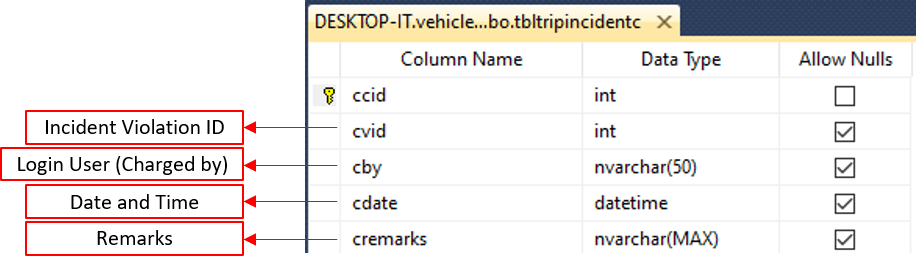 DESKTOP-IT.vehicle...bo.tbltripincidentc
Column Name Data Type Allow Nulls
ccid int
Incident Violation ID cvid int
Login User (Charged by) cby nvarchar(50)
Date and Time cdate datetime
Remarks cremarks nvarchar(MAX)